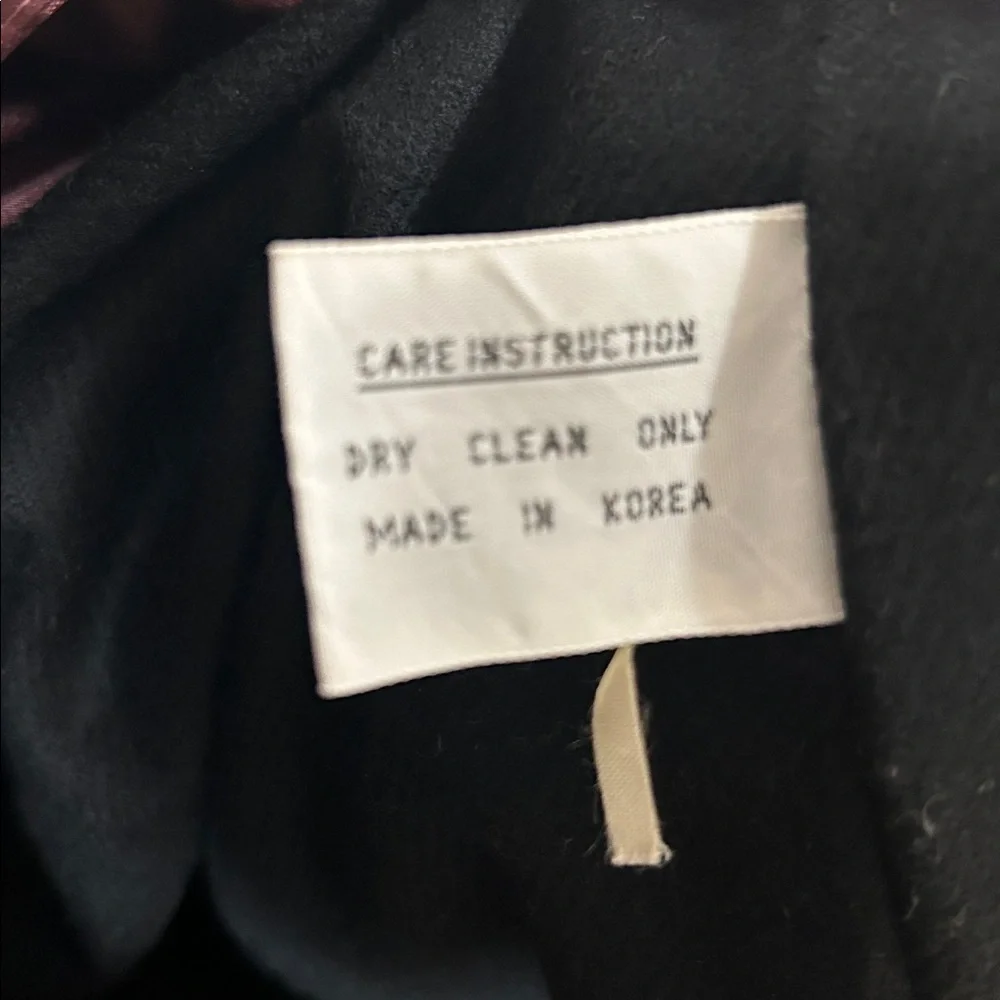 CARE INSTRUCTION
DRY CLEAN ONLY
MADE IN KOREA